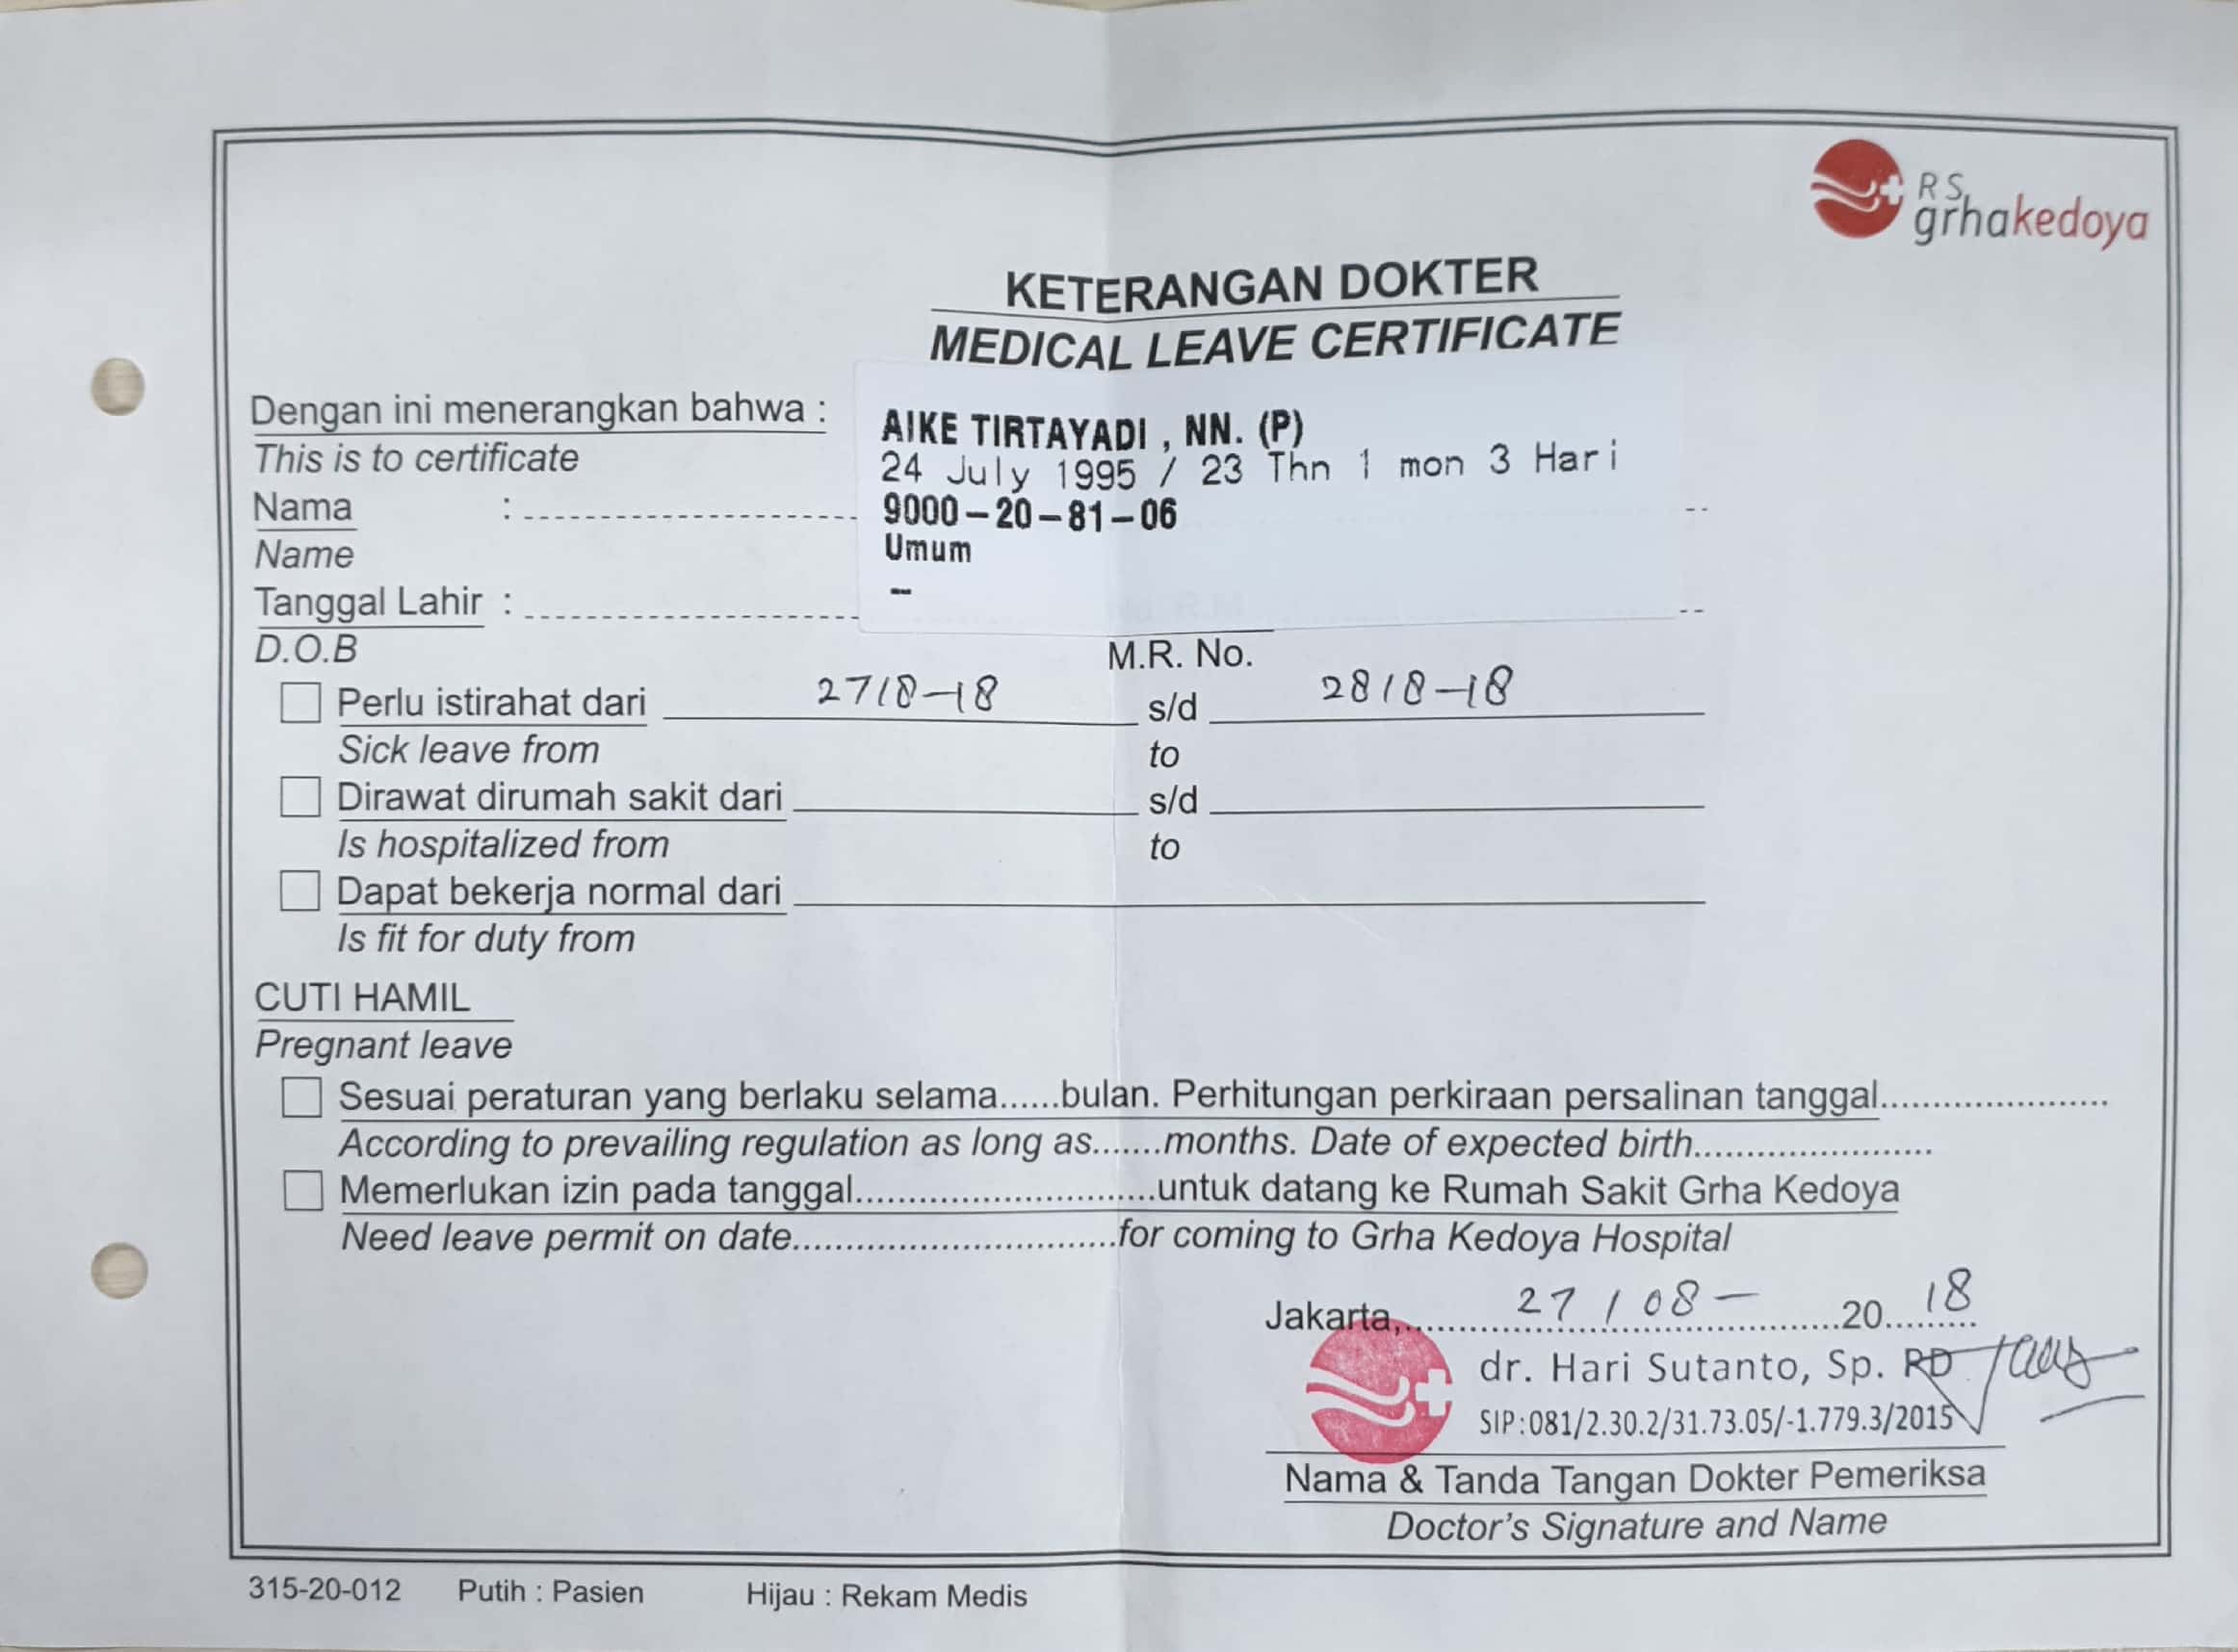 RS
grhakedoya
KETERANGAN DOKTER
MEDICAL LEAVE CERTIFICATE
Dengan ini menerangkan bahwa :
This is to certificate
AIKE TIRTAYADI , NN. (P)
24 July 1995 / 23 Thn 1 mon 3 Hari
9000-20-81-06
Umum
--
Nama :
Name
Tanggal Lahir :
D.O.B
M.R. No.
Perlu istirahat dari 27/8-18 s/d 28/8-18
Sick leave from to
Dirawat dirumah sakit dari s/d
Is hospitalized from to
Dapat bekerja normal dari
Is fit for duty from
CUTI HAMIL
Pregnant leave
Sesuai peraturan yang berlaku selama......bulan. Perhitungan perkiraan persalinan tanggal......................
According to prevailing regulation as long as.......months. Date of expected birth.......................
Memerlukan izin pada tanggal............................untuk datang ke Rumah Sakit Grha Kedoya
Need leave permit on date...............................for coming to Grha Kedoya Hospital
Jakarta, 27/08- 20 18
dr. Hari Sutanto, Sp. RD
SIP:081/2.30.2/31.73.05/-1.779.3/2015
Nama & Tanda Tangan Dokter Pemeriksa
Doctor's Signature and Name
315-20-012 Putih : Pasien Hijau : Rekam Medis